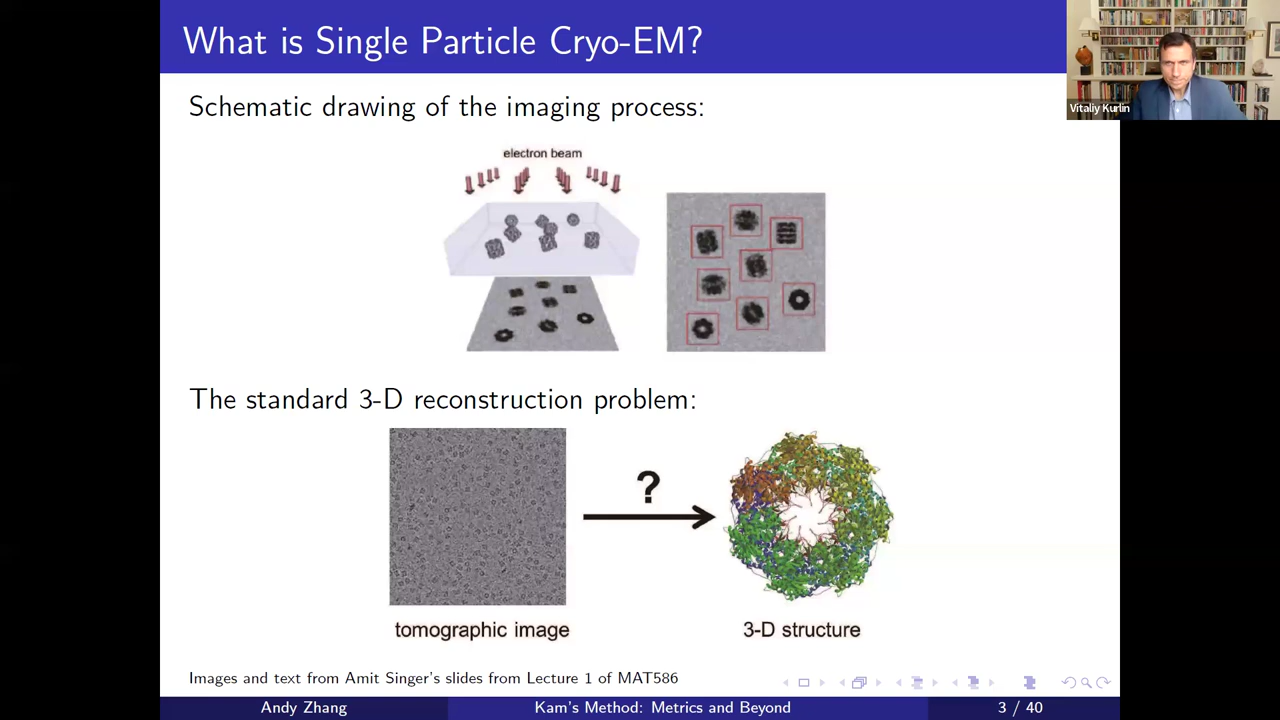 What is Single Particle Cryo-EM?
Vitaliy Kurlin
Schematic drawing of the imaging process:
electron beam
The standard 3-D reconstruction problem:
?
tomographic image
3-D structure
Images and text from Amit Singer's slides from Lecture 1 of MAT586
Andy Zhang
Kam's Method: Metrics and Beyond
3 / 40